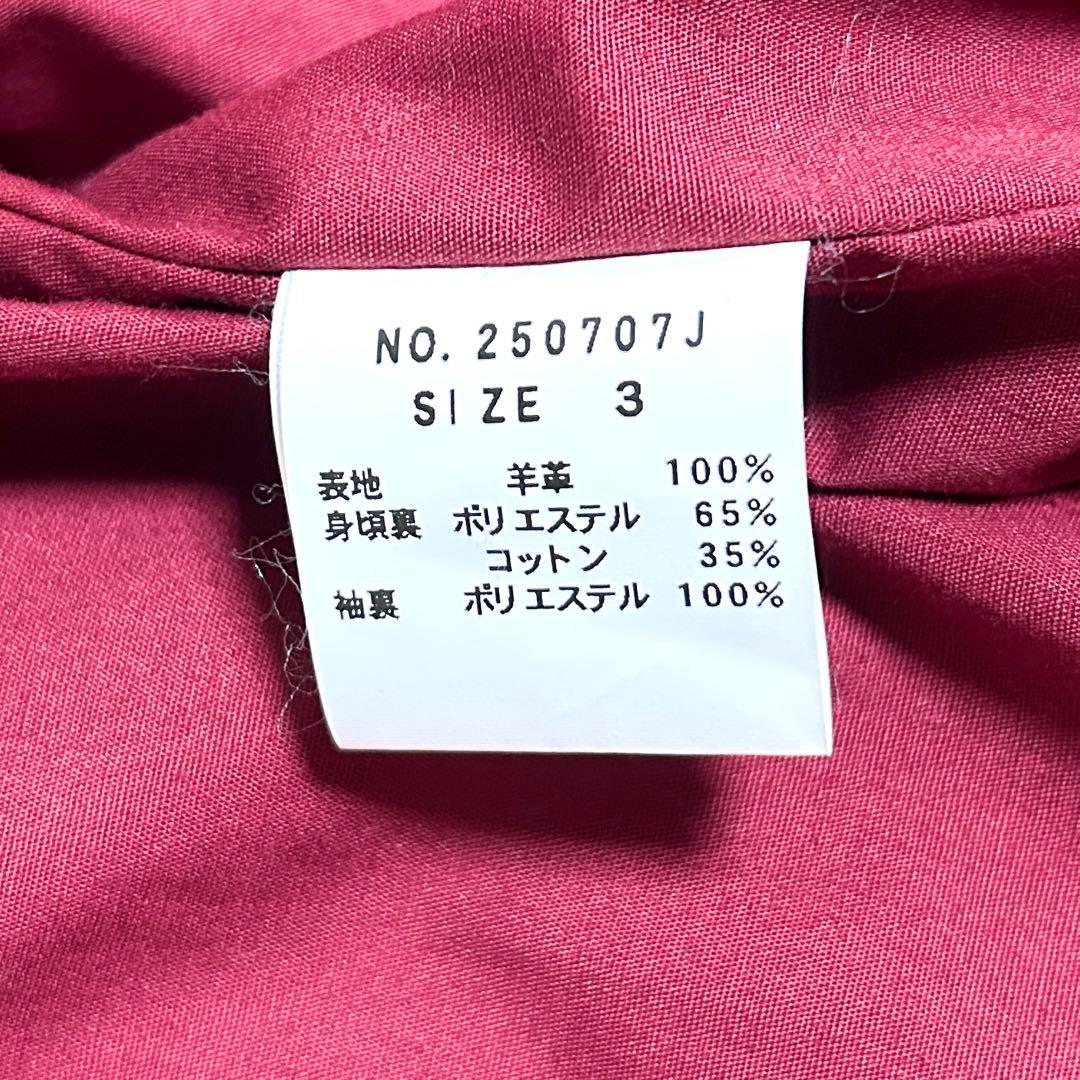 NO. 250707J
SIZE 3
表地 羊革 100%
身頃裏 ポリエステル 65%
コットン 35%
袖裏 ポリエステル 100%